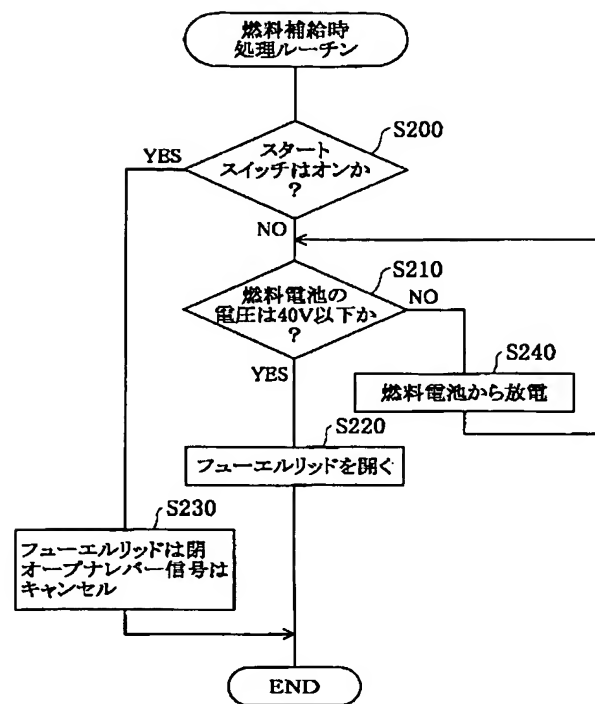 燃料補給時
処理ルーチン
S200
YES
スタート
スイッチはオンか
?
NO
S210
燃料電池の
電圧は40V以下か
?
NO
YES
S240
燃料電池から放電
S220
フューエルリッドを開く
S230
フューエルリッドは閉
オープナレバー信号は
キャンセル
END